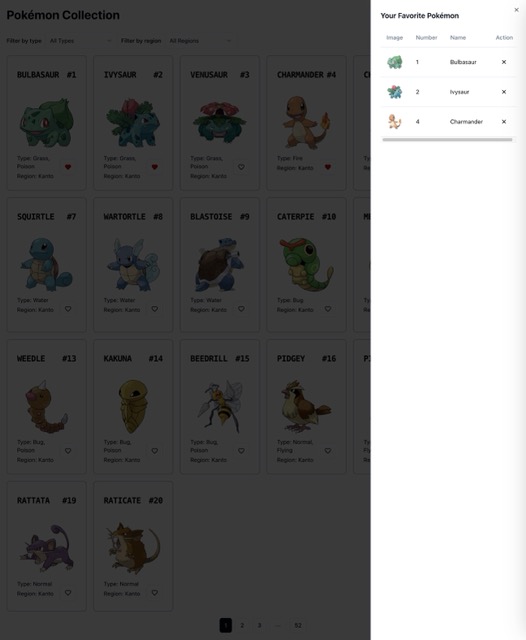 Pokémon Collection
Filter by type All Types Filter by region All Regions
BULBASAUR #1
Type: Grass,
Poison
Region: Kanto
IVYSAUR #2
Type: Grass,
Poison
Region: Kanto
VENUSAUR #3
Type: Grass,
Poison
Region: Kanto
CHARMANDER #4
Type: Fire
Region: Kanto
SQUIRTLE #7
Type: Water
Region: Kanto
WARTORTLE #8
Type: Water
Region: Kanto
BLASTOISE #9
Type: Water
Region: Kanto
CATERPIE #10
Type: Bug
Region: Kanto
WEEDLE #13
Type: Bug,
Poison
Region: Kanto
KAKUNA #14
Type: Bug,
Poison
Region: Kanto
BEEDRILL #15
Type: Bug,
Poison
Region: Kanto
PIDGEY #16
Type: Normal,
Flying
Region: Kanto
RATTATA #19
Type: Normal
Region: Kanto
RATICATE #20
Type: Normal
Region: Kanto
1 2 ... 52
Your Favorite Pokémon
Image Number Name Action
1 Bulbasaur
2 Ivysaur
4 Charmander